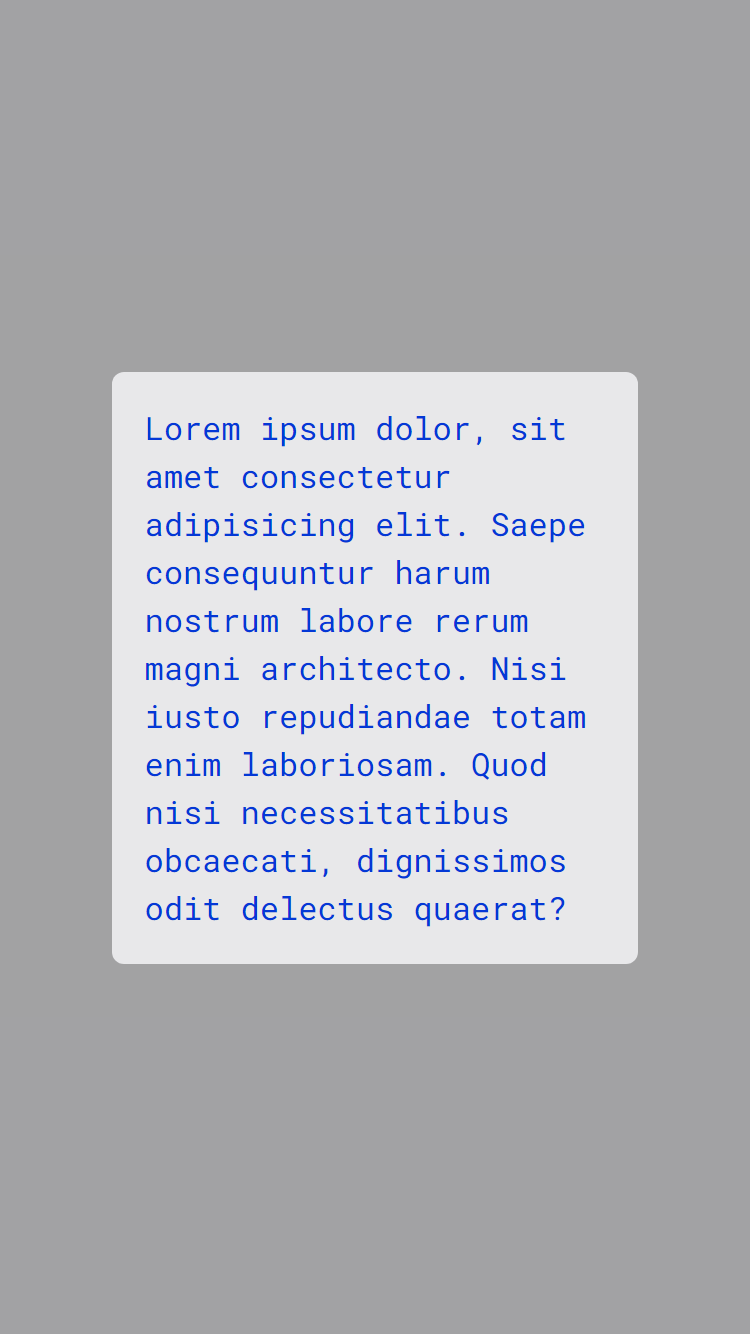 Lorem ipsum dolor, sit
amet consectetur
adipisicing elit. Saepe
consequuntur harum
nostrum labore rerum
magni architecto. Nisi
iusto repudiandae totam
enim laboriosam. Quod
nisi necessitatibus
obcaecati, dignissimos
odit delectus quaerat?